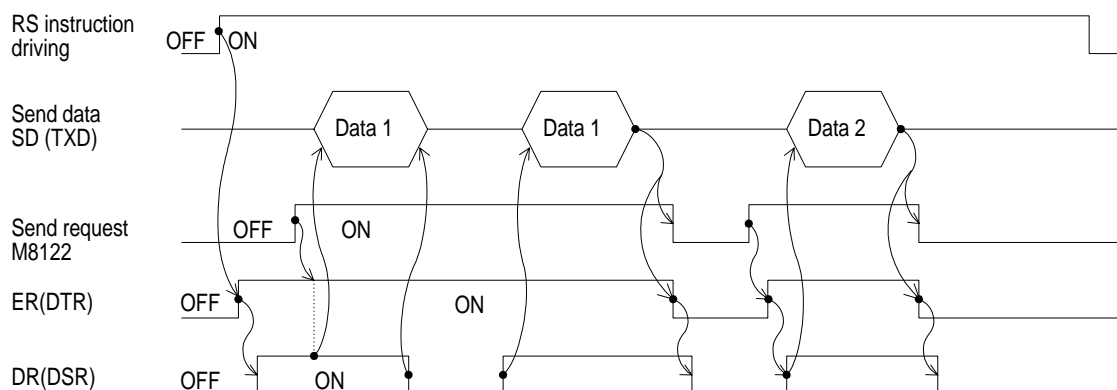 RS instruction
driving
OFF ON
Send data
SD (TXD)
Data 1 Data 1 Data 2
Send request
M8122
OFF ON
ER(DTR)
OFF ON
DR(DSR)
OFF ON